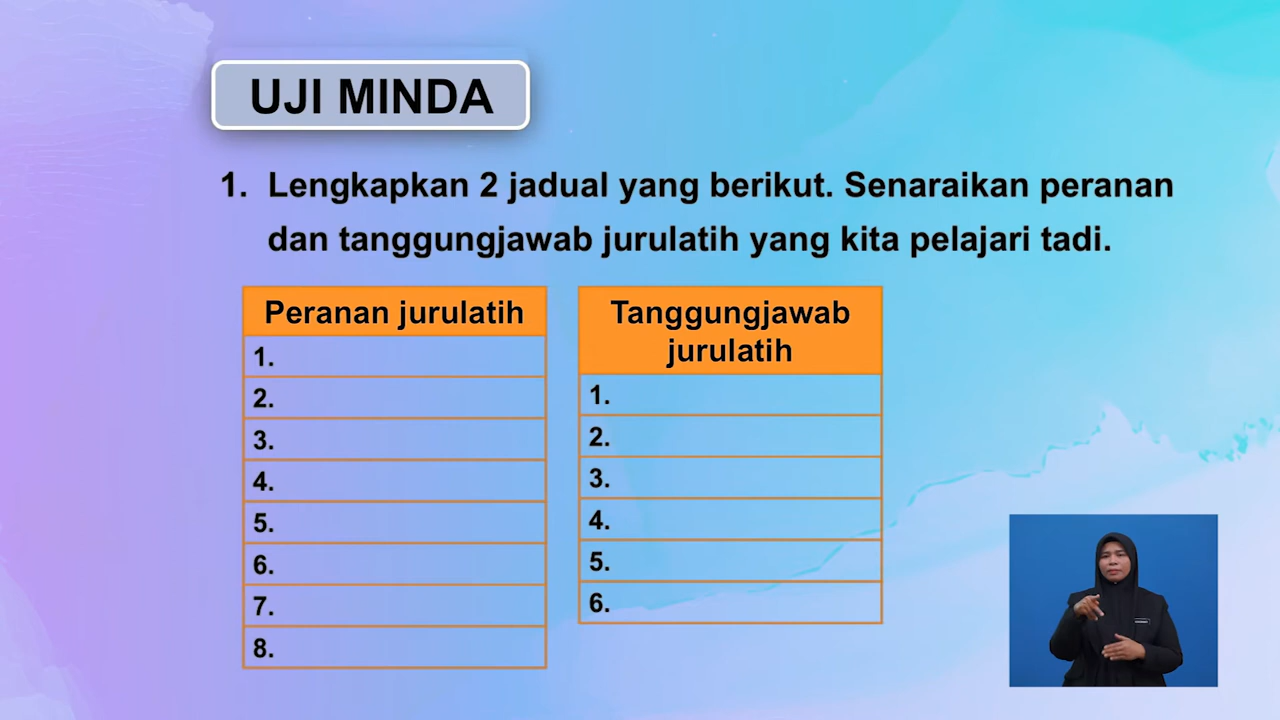 UJI MINDA
1. Lengkapkan 2 jadual yang berikut. Senaraikan peranan
dan tanggungjawab jurulatih yang kita pelajari tadi.
Peranan jurulatih
1.
2.
3.
4.
5.
6.
7.
8.
Tanggungjawab
jurulatih
1.
2.
3.
4.
5.
6.